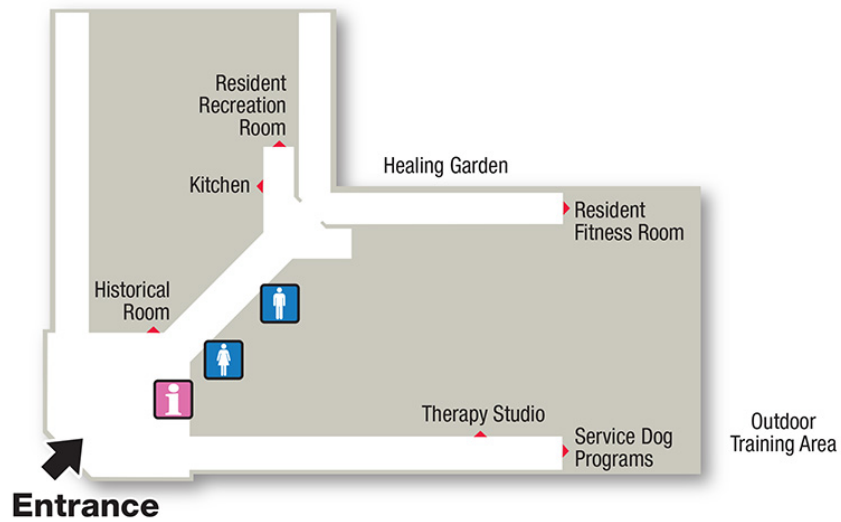 Resident
Recreation
Room
Healing Garden
Kitchen
Resident
Fitness Room
Historical
Room
i
Therapy Studio
Service Dog
Programs
Outdoor
Training Area
Entrance